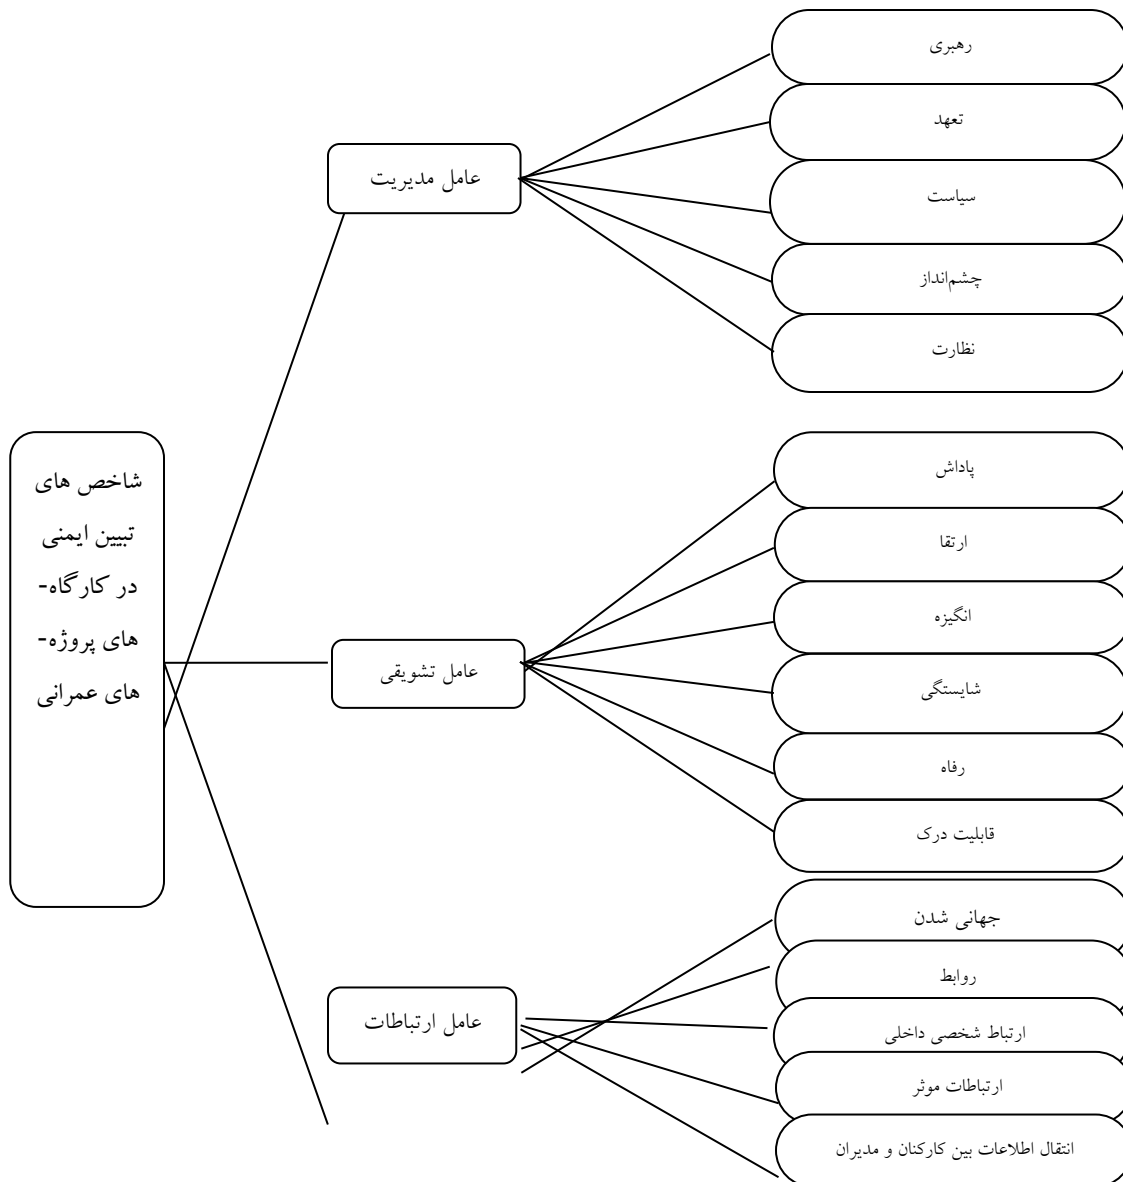 شاخص های
تبیین ایمنی
در کارگاه-
های پروژه-
های عمرانی
عامل مدیریت
رهبری
تعهد
سیاست
چشم‌انداز
نظارت
عامل تشویقی
پاداش
ارتقا
انگیزه
شایستگی
رفاه
قابلیت درک
عامل ارتباطات
جهانی شدن
روابط
ارتباط شخصی داخلی
ارتباطات موثر
انتقال اطلاعات بین کارکنان و مدیران